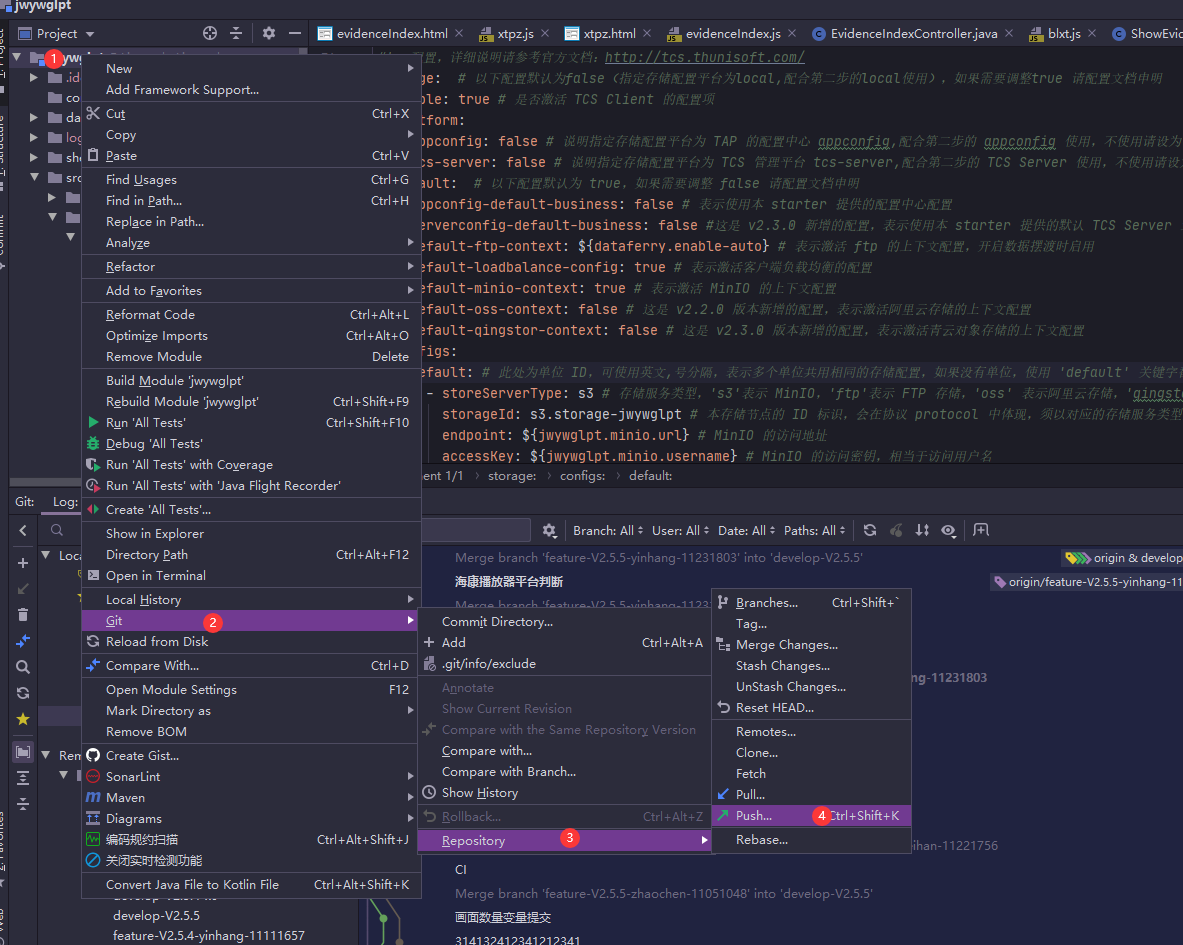 jwywglpt
Project
evidenceIndex.html
xtpz.js
xtpz.html
evidenceIndex.js
EvidenceIndexController.java
blxt.js
ShowEvi
1
New
Add Framework Support...
Cut Ctrl+X
Copy
Paste Ctrl+V
Find Usages Ctrl+G
Find in Path... Ctrl+H
Replace in Path...
Analyze
Refactor
Add to Favorites
Reformat Code Ctrl+Alt+L
Optimize Imports Ctrl+Alt+O
Remove Module Delete
Build Module 'jwywglpt'
Rebuild Module 'jwywglpt' Ctrl+Shift+F9
Run 'All Tests' Ctrl+Shift+F10
Debug 'All Tests'
Run 'All Tests' with Coverage
Run 'All Tests' with 'Java Flight Recorder'
Create 'All Tests'...
Show in Explorer
Directory Path Ctrl+Alt+F12
Open in Terminal
Local History
Git 2
Reload from Disk
Compare With... Ctrl+D
Open Module Settings F12
Mark Directory as
Remove BOM
Create Gist...
SonarLint
Maven
Diagrams
编码规约扫描 Ctrl+Alt+Shift+J
关闭实时检测功能
Convert Java File to Kotlin File Ctrl+Alt+Shift+K
develop-V2.5.5
feature-V2.5.4-yinhang-11111657
置，详细说明请参考官方文档：http://tcs.thunisoft.com/
ge: # 以下配置默认为false（指定存储配置平台为local,配合第二步的local使用），如果需要调整true 请配置文档中申明
ble: true # 是否激活 TCS Client 的配置项
tform:
ppconfig: false # 说明指定存储配置平台为 TAP 的配置中心 appconfig,配合第二步的 appconfig 使用，不使用请设为
cs-server: false # 说明指定存储配置平台为 TCS 管理平台 tcs-server,配合第二步的 TCS Server 使用，不使用请设
ault: # 以下配置默认为 true，如果需要调整 false 请配置文档中申明
ppconfig-default-business: false # 表示使用本 starter 提供的配置中心配置
erverconfig-default-business: false #这是 v2.3.0 新增的配置，表示使用本 starter 提供的默认 TCS Server
efault-ftp-context: ${dataferry.enable-auto} # 表示激活 ftp 的上下文配置，开启数据摆渡时启用
efault-loadbalance-config: true # 表示激活客户端负载均衡的配置
efault-minio-context: true # 表示激活 MinIO 的上下文配置
efault-oss-context: false # 这是 v2.2.0 版本新增的配置，表示激活阿里云存储的上下文配置
efault-qingstor-context: false # 这是 v2.3.0 版本新增的配置，表示激活青云对象存储的上下文配置
figs:
efault: # 此处为单位 ID，可使用英文,号分隔，表示多个单位共用相同的存储配置，如果没有单位，使用 'default' 关键字
- storeServerType: s3 # 存储服务类型，'s3'表示 MinIO，'ftp'表示 FTP 存储，'oss' 表示阿里云存储，'qingst
storageId: s3.storage-jwywglpt # 本存储节点的 ID 标识，会在协议 protocol 中体现，须以对应的存储服务类型
endpoint: ${jwywglpt.minio.url} # MinIO 的访问地址
accessKey: ${jwywglpt.minio.username} # MinIO 的访问密钥，相当于访问用户名
ment 1/1 storage: configs: default:
Git: Log:
Branch: All User: All Date: All Paths: All
Merge branch 'feature-V2.5.5-yinhang-11231803' into 'develop-V2.5.5'
origin & develop
海康播放器平台判断
origin/feature-V2.5.5-yinhang-11
Commit Directory...
Add Ctrl+Alt+A
.git/info/exclude
Annotate
Show Current Revision
Compare with the Same Repository Version
Compare with...
Compare with Branch...
Show History
Rollback... Ctrl+Alt+Z
Repository 3
Branches... Ctrl+Shift+`
Tag...
Merge Changes...
Stash Changes...
UnStash Changes...
Reset HEAD...
Remotes...
Clone...
Fetch
Pull...
Push... 4 Ctrl+Shift+K
Rebase...
ng-11231803
ihan-11221756
CI
Merge branch 'feature-V2.5.5-zhaochen-11051048' into 'develop-V2.5.5'
画面数量变量提交
314132412341212341